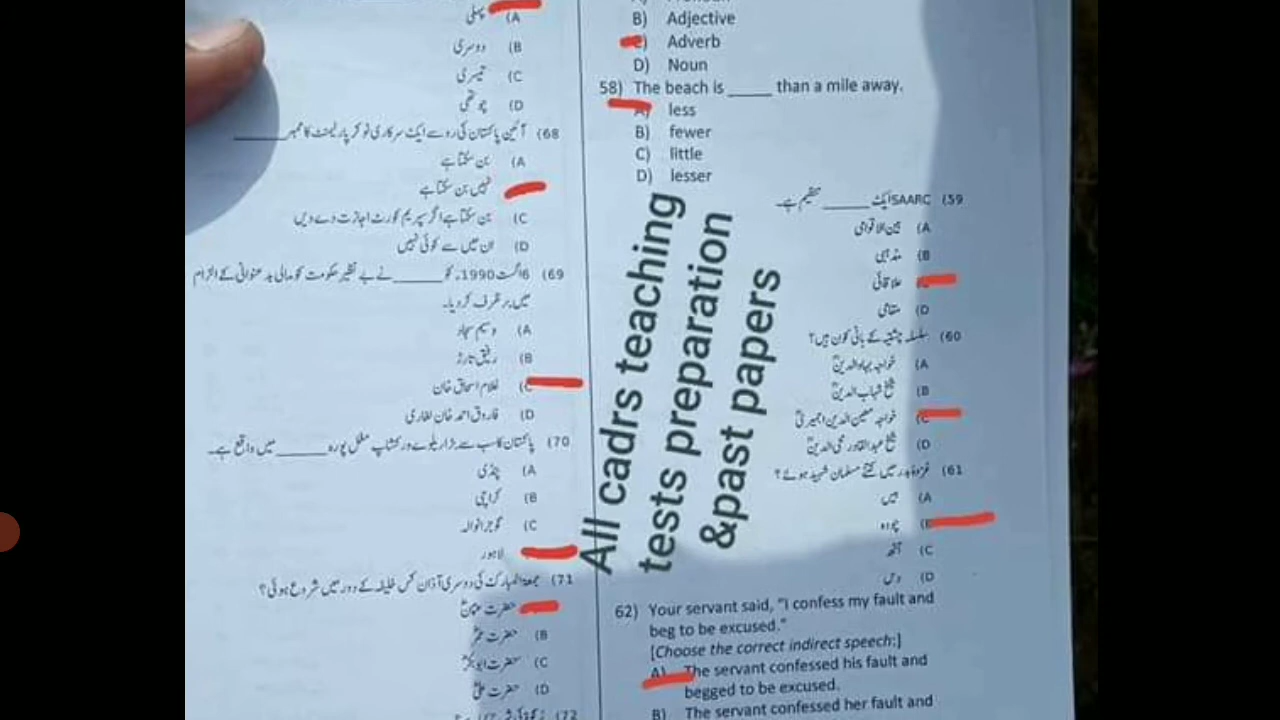 A) پہلی
B) دوسری
C) تیسری
D) چوتھی
68) آئین پاکستان کی رو سے ایک سرکاری نوکر پارلیمنٹ کا ممبر ______
A) بن سکتا ہے
نہیں بن سکتا ہے
C) بن سکتا ہے اگر سپریم کورٹ اجازت دے دیں
D) ان میں سے کوئی نہیں
69) 6 اگست 1990ء کو ______ نے بے نظیر حکومت کو مالی بدعنوانی کے الزام
میں برطرف کر دیا۔
A) وسیم سجاد
B) رفیق تارڑ
C) غلام اسحاق خان
D) فاروق احمد خان لغاری
70) پاکستان کا سب سے بڑا ریلوے ورکشاپ مغل پورہ ______ میں واقع ہے۔
A) پنڈی
B) کراچی
C) گوجرانوالہ
لاہور
71) جمعۃ المبارک کی دوسری آذان کس خلیفہ کے دور میں شروع ہوئی؟
حضرت عثمانؓ
B) حضرت عمرؓ
C) حضرت ابوبکرؓ
D) حضرت علیؓ
72)
B) Adjective
C) Adverb
D) Noun
58) The beach is _____ than a mile away.
A) less
B) fewer
C) little
D) lesser
59) SAARC ایک ______ تنظیم ہے۔
A) بین الاقوامی
B) مذہبی
علاقائی
D) مقامی
60) سلسلہ چشتیہ کے بانی کون ہیں؟
A) خواجہ بہاؤالدینؒ
B) شیخ شہاب الدینؒ
C) خواجہ معین الدین اجمیریؒ
D) شیخ عبدالقادر محی الدینؒ
61) غزوۂ بدر میں کتنے مسلمان شہید ہوئے؟
A) بیس
B) چودہ
C) آٹھ
D) دس
62) Your servant said, "I confess my fault and
beg to be excused."
[Choose the correct indirect speech:]
A) The servant confessed his fault and
begged to be excused.
B) The servant confessed her fault and
All cadrs teaching
tests preparation
&past papers